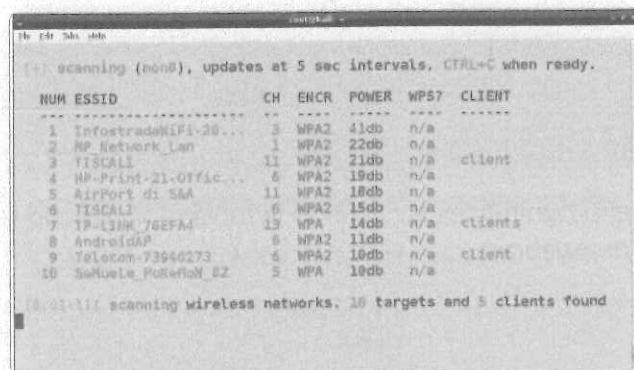 root@kali: ~
File Edit Tabs Help
[+] scanning (mon0), updates at 5 sec intervals, CTRL+C when ready.
NUM ESSID CH ENCR POWER WPS? CLIENT
--- -------------------- -- ---- ----- ---- ------
1 InfostradaWiFi-20... 3 WPA2 41db n/a
2 MP_Network_Lan 1 WPA2 22db n/a
3 TISCALI 11 WPA2 21db n/a client
4 HP-Print-21-Offic... 6 WPA2 19db n/a
5 AirPort di S&A 11 WPA2 18db n/a
6 TISCALI 6 WPA2 15db n/a
7 TP-LINK_76EFA4 13 WPA 14db n/a clients
8 AndroidAP 6 WPA2 11db n/a
9 Telecom-73940273 6 WPA2 10db n/a client
10 5 WPA 10db n/a
scanning wireless networks. 10 targets and 5 clients found